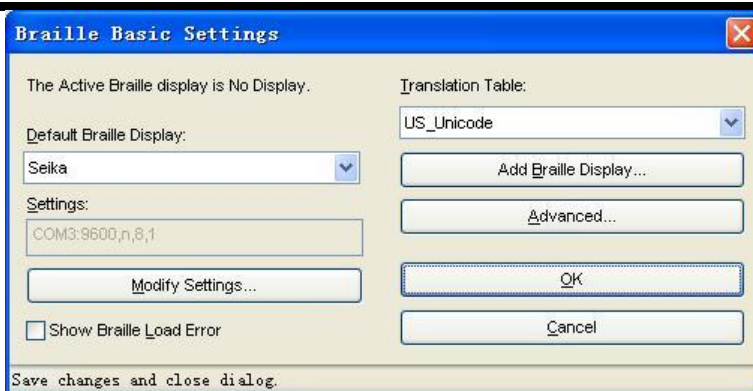 Braille Basic Settings
The Active Braille display is No Display.
Default Braille Display:
Seika
Settings:
COM3:9600,n,8,1
Modify Settings...
Show Braille Load Error
Translation Table:
US_Unicode
Add Braille Display...
Advanced...
OK
Cancel
Save changes and close dialog.